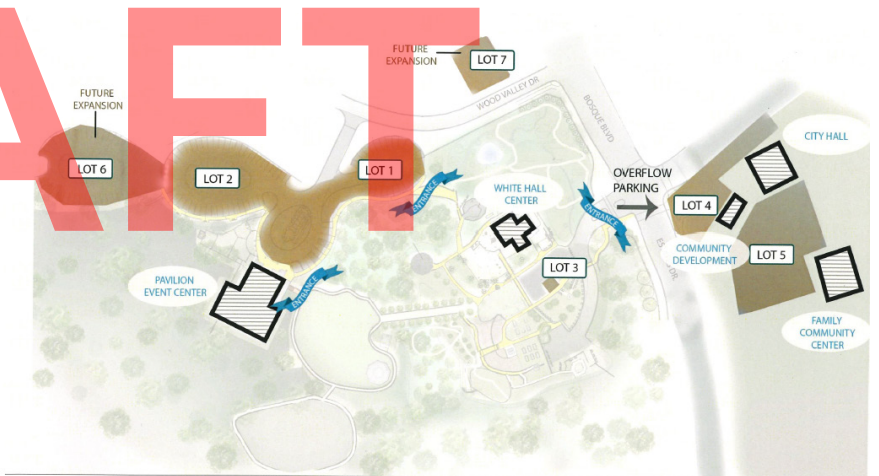 AFT
FUTURE
EXPANSION
LOT 7
WOOD VALLEY DR
BOSQUE BLVD
FUTURE
EXPANSION
LOT 6
LOT 2
LOT 1
ENTRANCE
WHITE HALL
CENTER
ENTRANCE
OVERFLOW
PARKING
CITY HALL
LOT 4
COMMUNITY
DEVELOPMENT
LOT 5
LOT 3
PAVILION
EVENT CENTER
ENTRANCE
FAMILY
COMMUNITY
CENTER